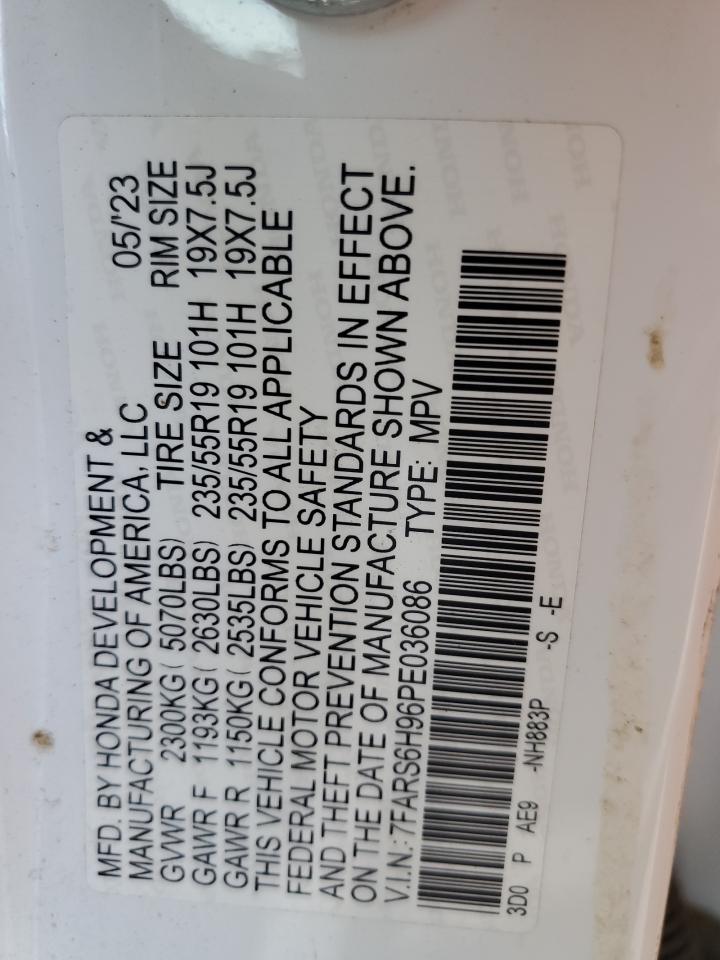 MFD. BY HONDA DEVELOPMENT &
MANUFACTURING OF AMERICA, LLC 05/'23
GVWR 2300KG( 5070LBS) TIRE SIZE RIM SIZE
GAWR F 1193KG( 2630LBS) 235/55R19 101H 19X7.5J
GAWR R 1150KG( 2535LBS) 235/55R19 101H 19X7.5J
THIS VEHICLE CONFORMS TO ALL APPLICABLE
FEDERAL MOTOR VEHICLE SAFETY
AND THEFT PREVENTION STANDARDS IN EFFECT
ON THE DATE OF MANUFACTURE SHOWN ABOVE.
V.I.N.:7FARS6H96PE036086 TYPE: MPV
3D0 P AE9 -NH883P -S -E